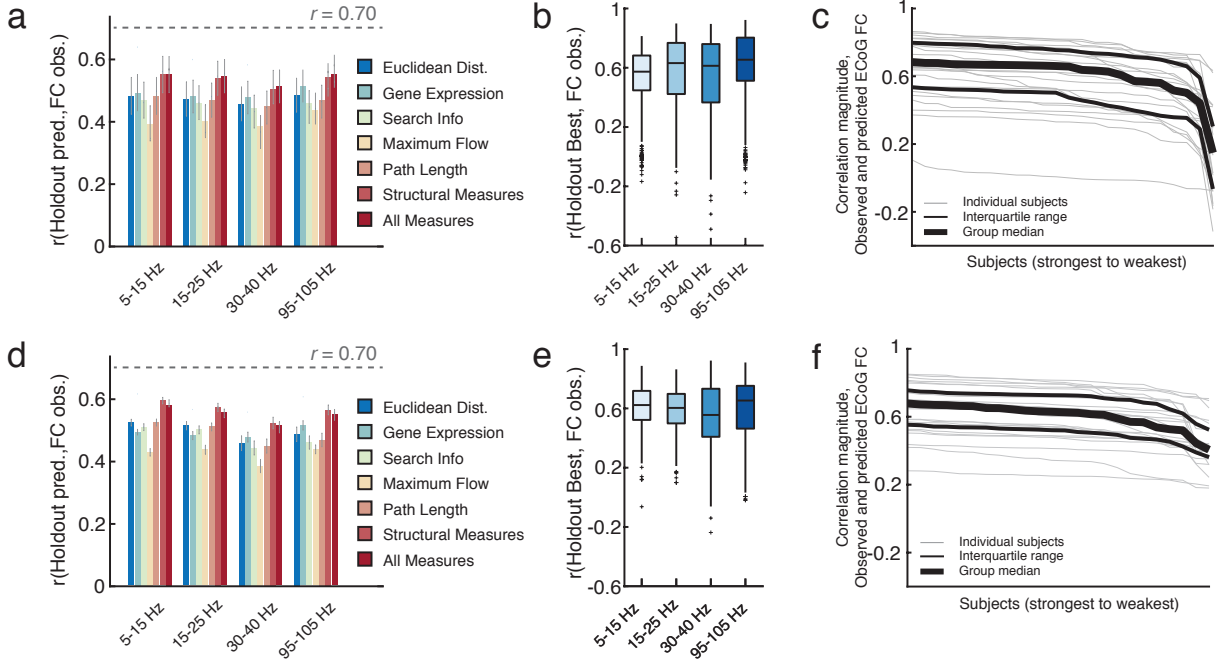 a
r = 0.70
r(Holdout pred.,FC obs.)
0.6
0.4
0.2
0
5-15 Hz
15-25 Hz
30-40 Hz
95-105 Hz
Euclidean Dist.
Gene Expression
Search Info
Maximum Flow
Path Length
Structural Measures
All Measures
b
r(Holdout Best, FC obs.)
1
0.6
0.2
-0.2
-0.6
5-15 Hz
15-25 Hz
30-40 Hz
95-105 Hz
c
Correlation magnitude,
Observed and predicted ECoG FC
1
0.6
0.2
-0.2
Individual subjects
Interquartile range
Group median
Subjects (strongest to weakest)
d
r = 0.70
r(Holdout pred.,FC obs.)
0.6
0.4
0.2
0
5-15 Hz
15-25 Hz
30-40 Hz
95-105 Hz
Euclidean Dist.
Gene Expression
Search Info
Maximum Flow
Path Length
Structural Measures
All Measures
e
r(Holdout Best, FC obs.)
1
0.6
0.2
-0.2
-0.6
5-15 Hz
15-25 Hz
30-40 Hz
95-105 Hz
f
Correlation magnitude,
Observed and predicted ECoG FC
1
0.6
0.2
-0.2
Individual subjects
Interquartile range
Group median
Subjects (strongest to weakest)